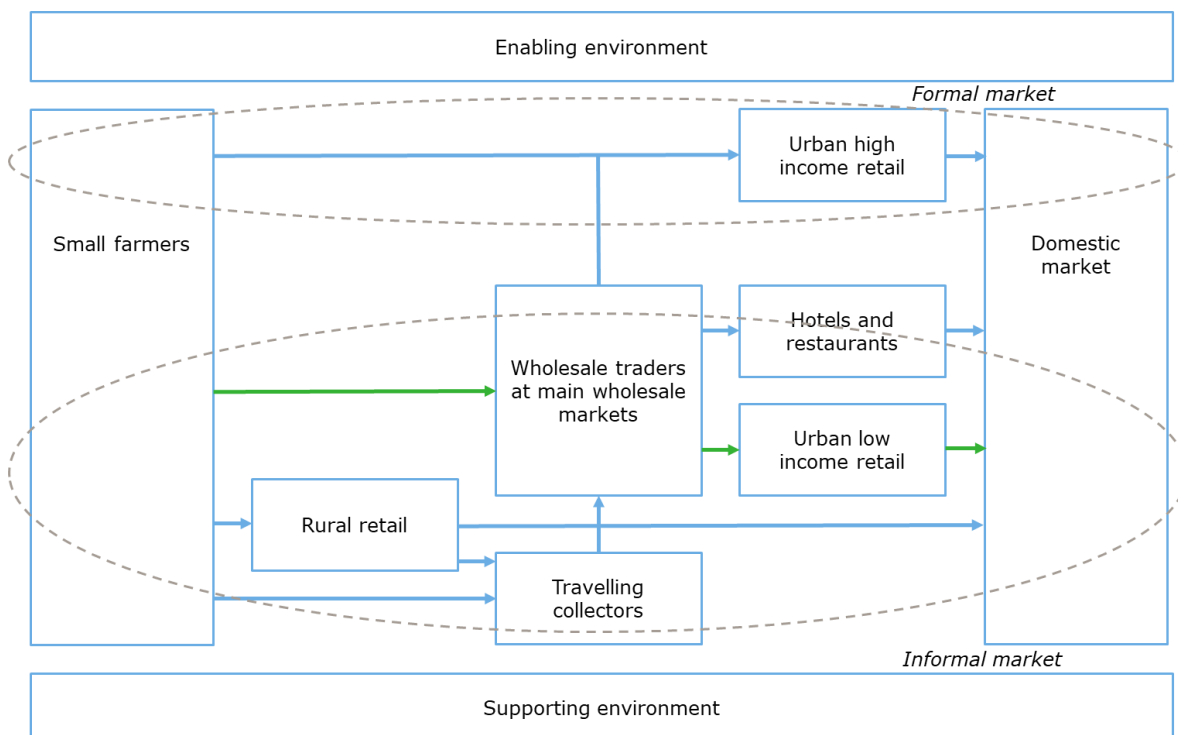 Enabling environment
Formal market
Urban high
income retail
Small farmers
Domestic
market
Hotels and
restaurants
Wholesale traders
at main wholesale
markets
Urban low
income retail
Rural retail
Travelling
collectors
Informal market
Supporting environment